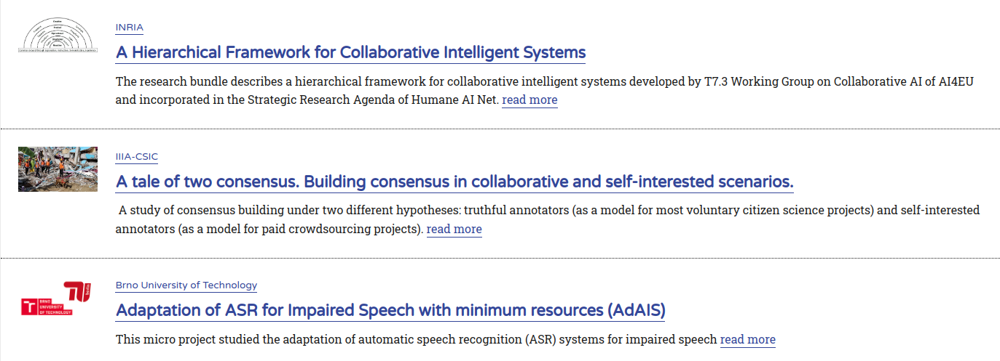 INRIA
A Hierarchical Framework for Collaborative Intelligent Systems
The research bundle describes a hierarchical framework for collaborative intelligent systems developed by T7.3 Working Group on Collaborative AI of AI4EU
and incorporated in the Strategic Research Agenda of Humane AI Net. read more
IIIA-CSIC
A tale of two consensus. Building consensus in collaborative and self-interested scenarios.
A study of consensus building under two different hypotheses: truthful annotators (as a model for most voluntary citizen science projects) and self-interested
annotators (as a model for paid crowdsourcing projects). read more
BRNO
UNIVERSITY
OF TECHNOLOGY
Brno University of Technology
Adaptation of ASR for Impaired Speech with minimum resources (AdAIS)
This micro project studied the adaptation of automatic speech recognition (ASR) systems for impaired speech read more